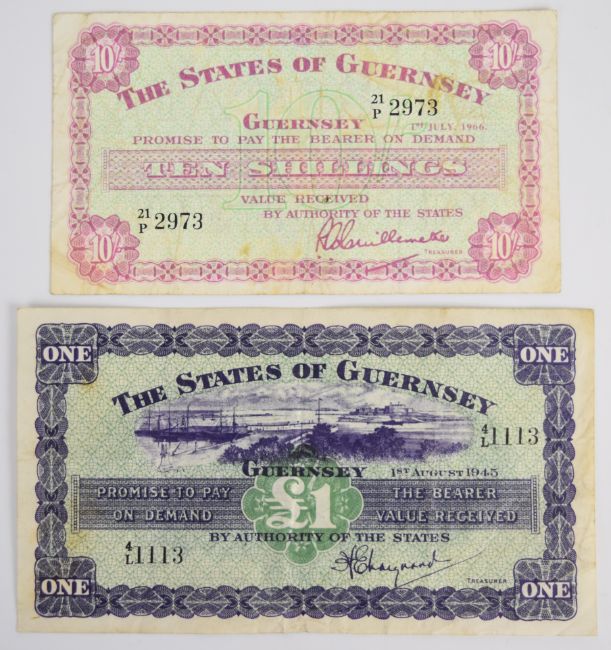 10/- 10/-
THE STATES OF GUERNSEY
21/P 2973
GUERNSEY 1ST JULY, 1966.
PROMISE TO PAY THE BEARER ON DEMAND
TEN SHILLINGS
VALUE RECEIVED
21/P 2973 BY AUTHORITY OF THE STATES
TREASURER
10/- 10/-
ONE ONE
THE STATES OF GUERNSEY
4/L 1113
GUERNSEY 1ST AUGUST 1945
PROMISE TO PAY THE BEARER
£1
ON DEMAND VALUE RECEIVED
BY AUTHORITY OF THE STATES
4/L 1113
TREASURER
ONE ONE